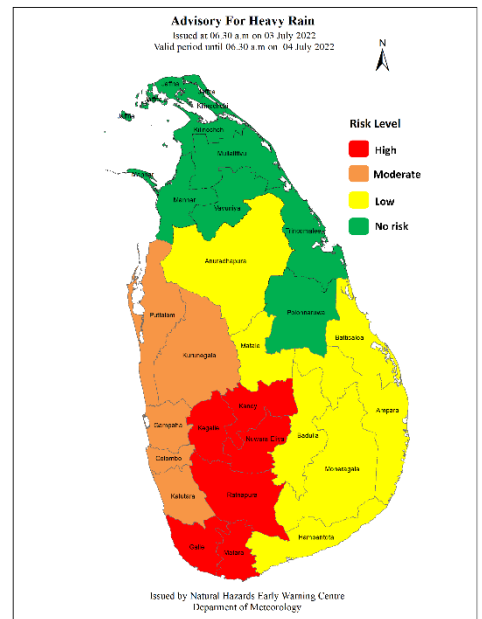 Advisory For Heavy Rain
Issued at 06.30 a.m on 03 July 2022
Valid period until 06.30 a.m on 04 July 2022
N
Risk Level
High
Moderate
Low
No risk
Jaffna
Kilinochchi
Mullaitivu
Mannar
Vavuniya
Trincomalee
Anuradhapura
Polonnaruwa
Puttalam
Batticaloa
Matale
Kurunegala
Ampara
Kandy
Kegalle
Gampaha
Nuwara Eliya
Badulla
Colombo
Monaragala
Ratnapura
Kalutara
Hambantota
Galle
Matara
Issued by Natural Hazards Early Warning Centre
Deparment of Meteorology